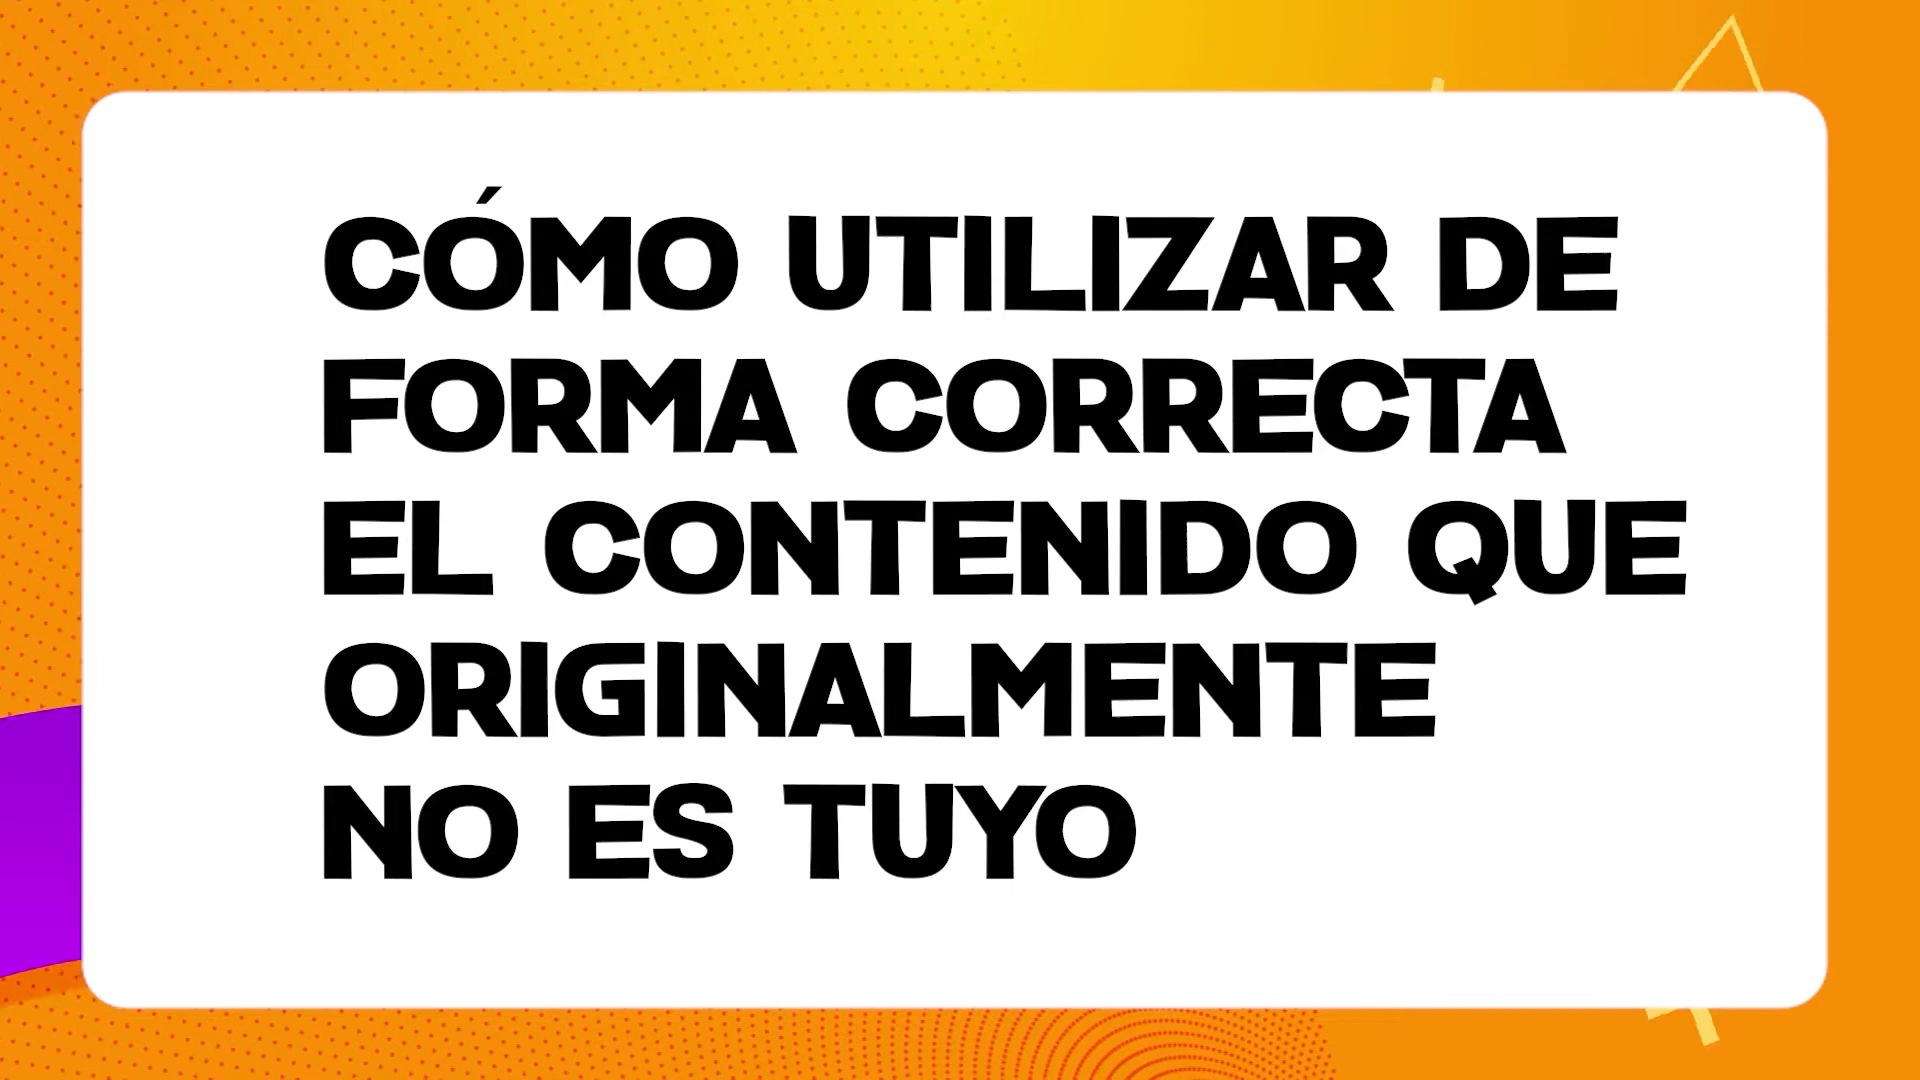 CÓMO UTILIZAR DE
FORMA CORRECTA
EL CONTENIDO QUE
ORIGINALMENTE
NO ES TUYO